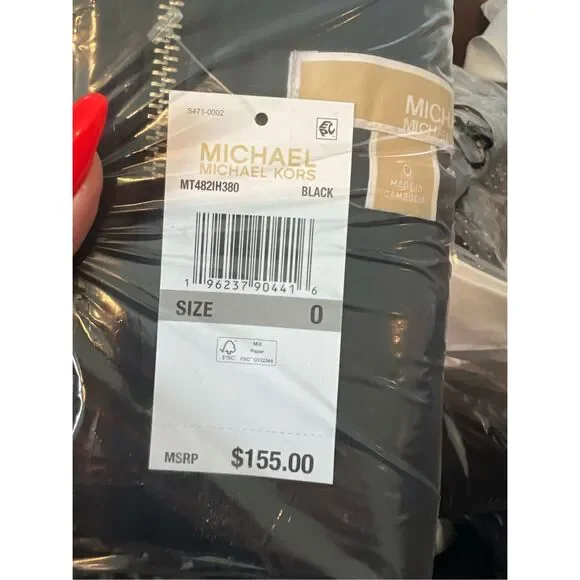 S471-0002
MICHAEL
MICHAEL KORS
MT482IH380 BLACK
1 96237 90441 6
SIZE 0
MIX
Paper
FSC
MSRP $155.00
MICH
MICHAEL
0
MADE IN
CAMBODIA